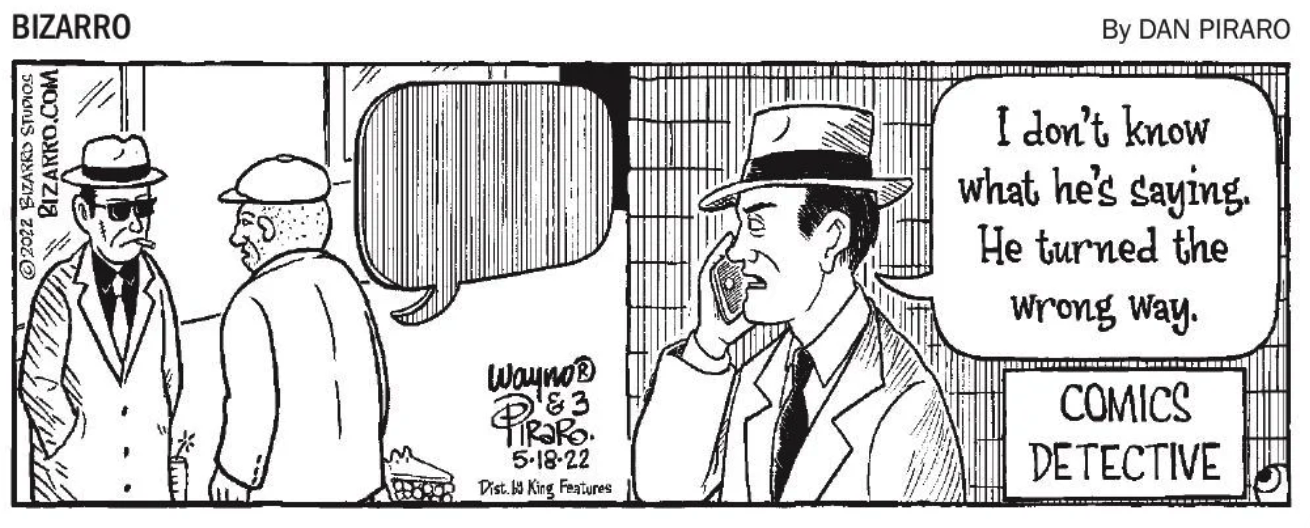 BIZARRO
By DAN PIRARO
©2022 BIZARRO STUDIOS
BIZARRO.COM
Wayno®
& 3
PIRARO.
5·18·22
Dist. by King Features
I don't know
what he's saying.
He turned the
wrong way.
COMICS
DETECTIVE